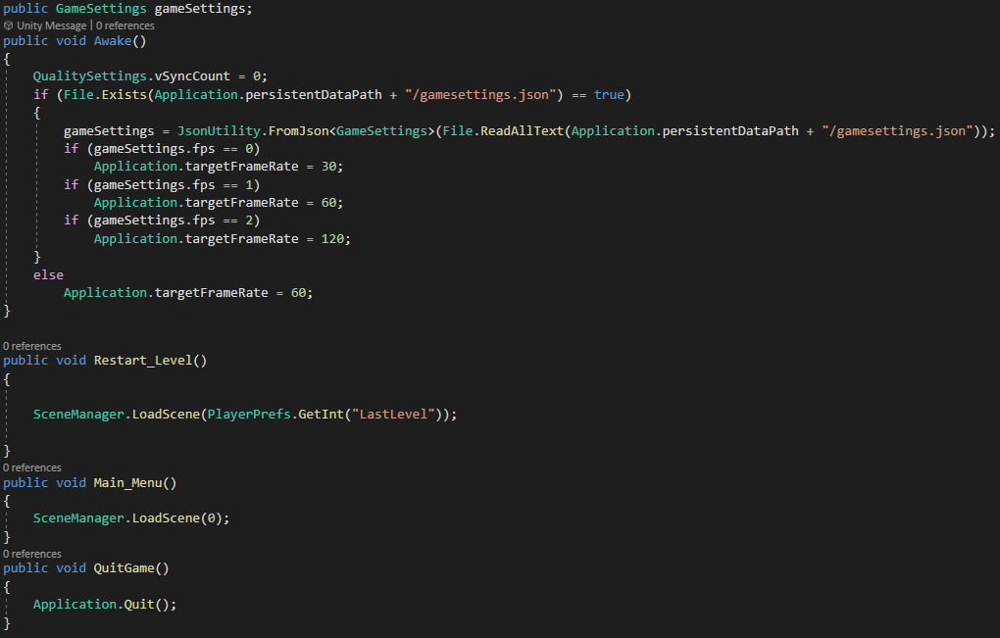 public GameSettings gameSettings;
Unity Message | 0 references
public void Awake()
{
    QualitySettings.vSyncCount = 0;
    if (File.Exists(Application.persistentDataPath + "/gamesettings.json") == true)
    {
        gameSettings = JsonUtility.FromJson<GameSettings>(File.ReadAllText(Application.persistentDataPath + "/gamesettings.json"));
        if (gameSettings.fps == 0)
            Application.targetFrameRate = 30;
        if (gameSettings.fps == 1)
            Application.targetFrameRate = 60;
        if (gameSettings.fps == 2)
            Application.targetFrameRate = 120;
    }
    else
        Application.targetFrameRate = 60;
}
0 references
public void Restart_Level()
{
    SceneManager.LoadScene(PlayerPrefs.GetInt("LastLevel"));
}
0 references
public void Main_Menu()
{
    SceneManager.LoadScene(0);
}
0 references
public void QuitGame()
{
    Application.Quit();
}